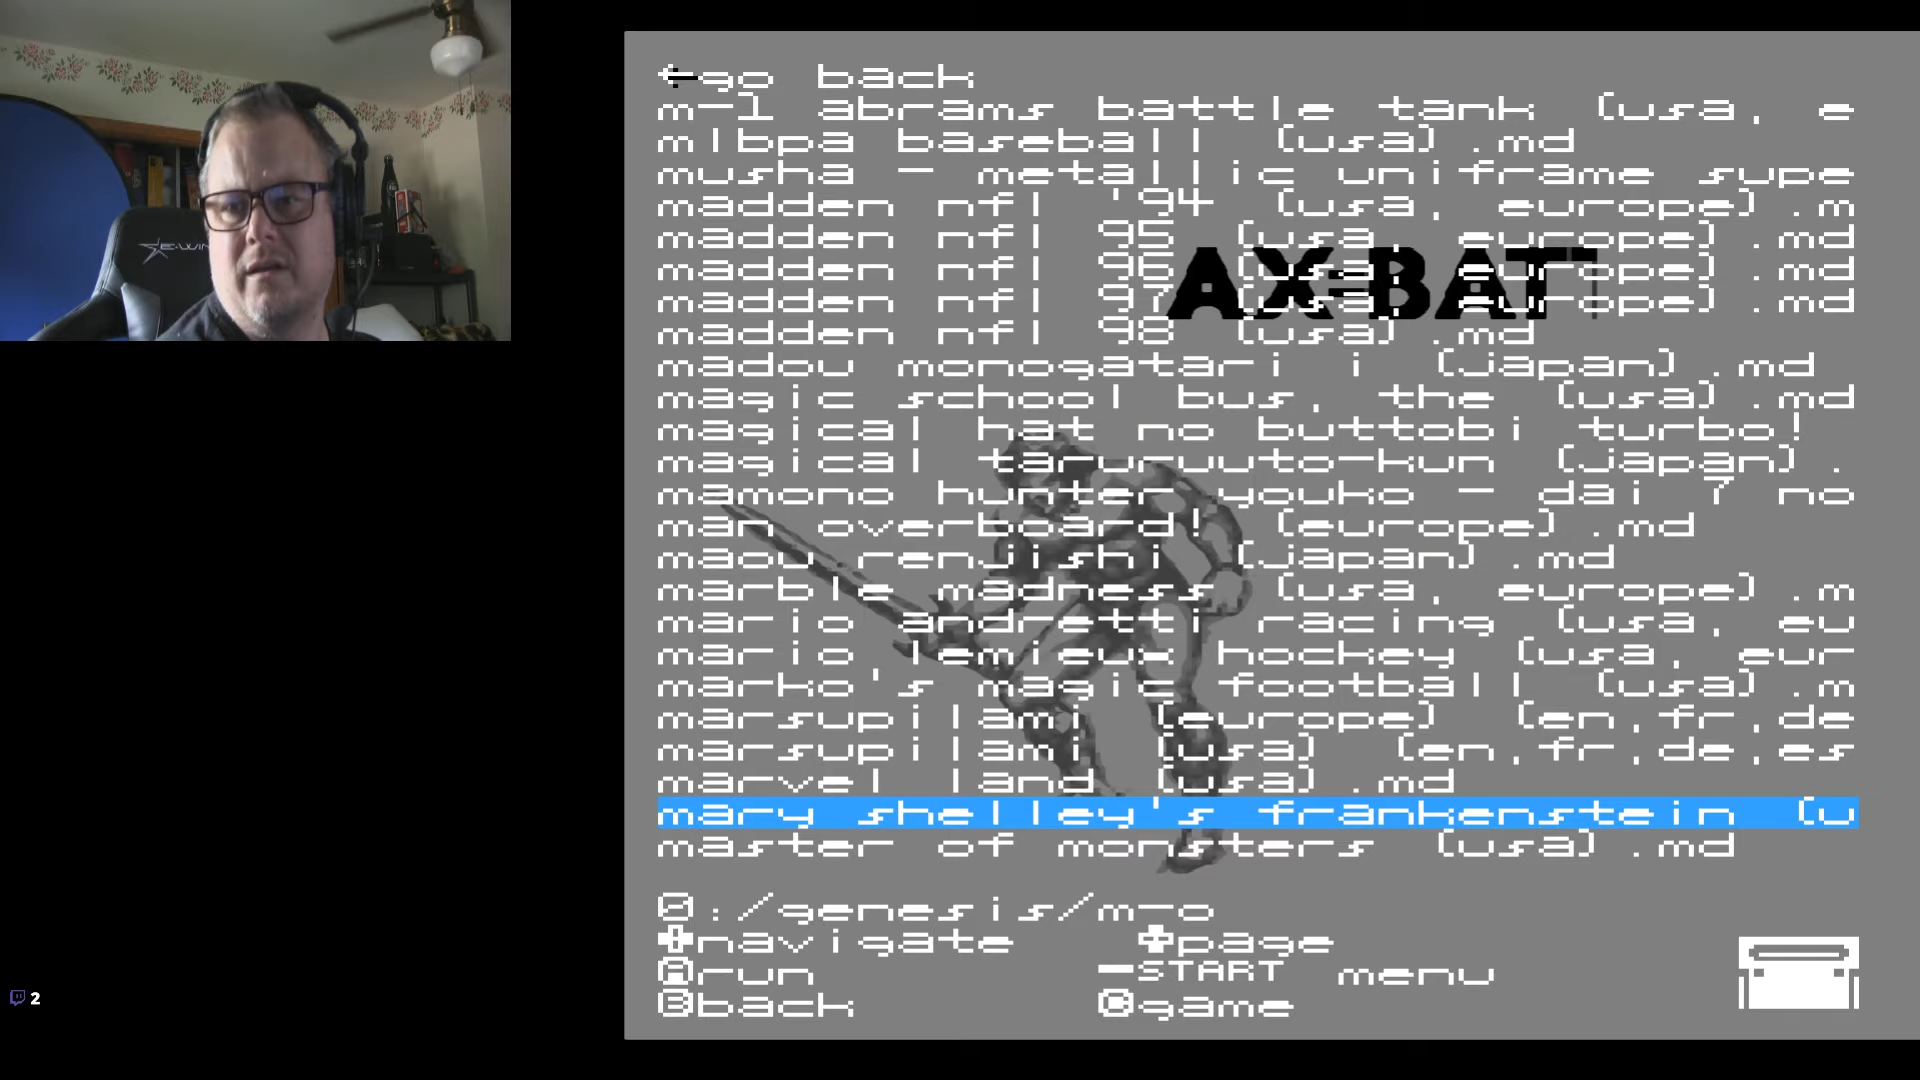 go back
m-1 abrams battle tank (usa, e
mlbpa baseball (usa).md
musha - metallic uniframe supe
madden nfl '94 (usa, europe).m
madden nfl 95 (usa, europe).md
madden nfl 96 (usa, europe).md
madden nfl 97 (usa, europe).md
madden nfl 98 (usa).md
madou monogatari i (japan).md
magic school bus, the (usa).md
magical hat no buttobi turbo!
magical taruruuto-kun (japan).
mamono hunter youko - dai 7 no
man overboard! (europe).md
maou renjishi (japan).md
marble madness (usa, europe).m
mario andretti racing (usa, eu
mario lemieux hockey (usa, eur
marko's magic football (usa).m
marsupilami (europe) (en,fr,de
marsupilami (usa) (en,fr,de,es
marvel land (usa).md
mary shelley's frankenstein (u
master of monsters (usa).md
AX=BATT
0:/genesis/m-o
navigate page
A run START menu
B back C game
E-WIN
2